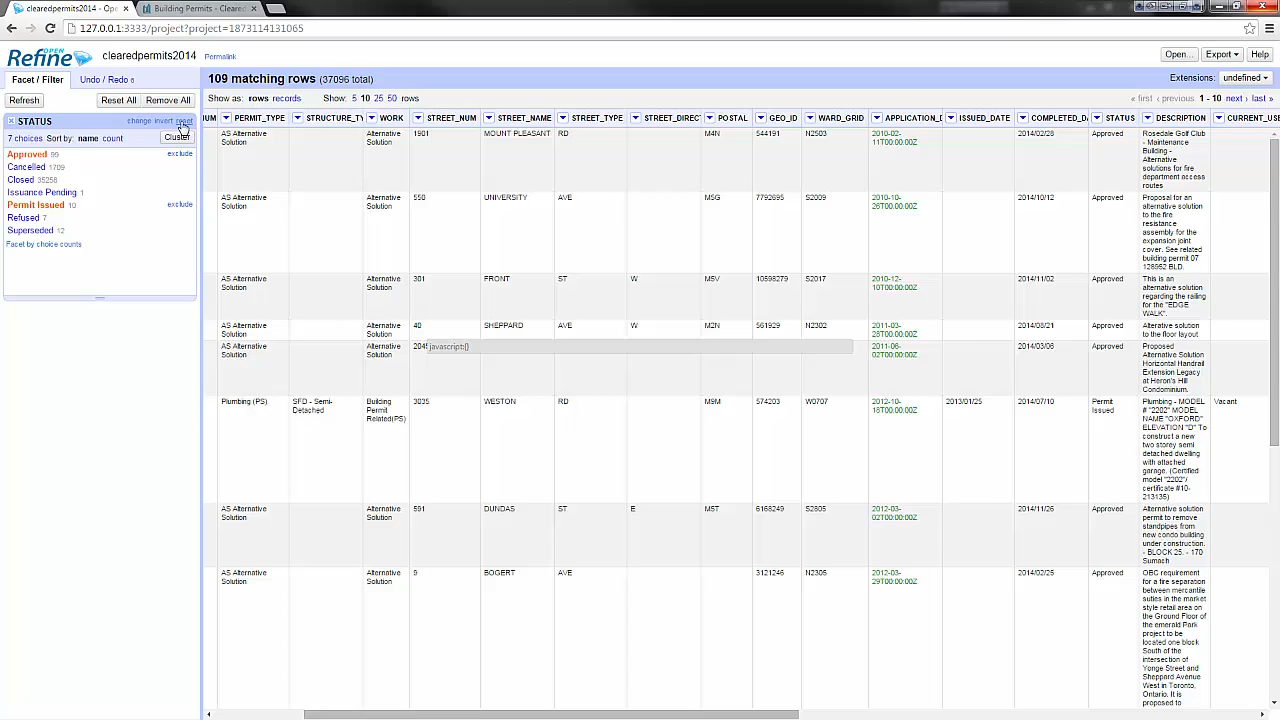 clearedpermits2014 - Ope
Building Permits - Cleared
127.0.0.1:3333/project?project=1873114131065
OPEN Refine clearedpermits2014 Permalink
Open... Export Help
Facet / Filter Undo / Redo 6
109 matching rows (37096 total)
Extensions: undefined
Refresh Reset All Remove All
Show as: rows records Show: 5 10 25 50 rows
« first ‹ previous 1 - 10 next › last »
STATUS change invert reset
7 choices Sort by: name count Cluster
Approved 99 exclude
Cancelled 1709
Closed 35258
Issuance Pending 1
Permit Issued 10 exclude
Refused 7
Superseded 12
Facet by choice counts
NUM PERMIT_TYPE STRUCTURE_TY WORK STREET_NUM STREET_NAME STREET_TYPE STREET_DIREC POSTAL GEO_ID WARD_GRID APPLICATION_D ISSUED_DATE COMPLETED_DA STATUS DESCRIPTION CURRENT_USE
AS Alternative Alternative 1901 MOUNT PLEASANT RD M4N 544191 N2503 2010-02- 2014/02/28 Approved Rosedale Golf Club
Solution Solution 11T00:00:00Z - Maintenance
Building -
Alternative
solutions for fire
department access
routes
AS Alternative Alternative 550 UNIVERSITY AVE M5G 7792695 S2009 2010-10- 2014/10/12 Approved Proposal for an
Solution Solution 26T00:00:00Z alternative solution
to the fire
resistance
assembly for the
expansion joint
cover. See related
building permit 07
128952 BLD.
AS Alternative Alternative 301 FRONT ST W M5V 10598279 S2017 2010-12- 2014/11/02 Approved This is an
Solution Solution 10T00:00:00Z alternative solution
regarding the railing
for the "EDGE
WALK".
AS Alternative Alternative 40 SHEPPARD AVE W M2N 561929 N2302 2011-03- 2014/08/21 Approved Alterative solution
Solution Solution 28T00:00:00Z to the floor layout
AS Alternative Alternative javascript:{} 2011-06- 2014/03/06 Approved Proposed
Solution Solution 02T00:00:00Z Alternative Solution
Horizontal Handrail
Extension Legacy
at Heron's Hill
Condominium.
Plumbing (PS) SFD - Semi- Building 3035 WESTON RD M9M 574203 W0707 2012-10- 2013/01/25 2014/07/10 Permit Plumbing - MODEL Vacant
Detached Permit 18T00:00:00Z Issued # "2202" MODEL
Related(PS) NAME "OXFORD"
ELEVATION "D" To
construct a new
two storey semi
detached dwelling
with attached
garage. (Certified
model "2202"/
certificate #10-
213135)
AS Alternative Alternative 591 DUNDAS ST E M5T 6168249 S2805 2012-03- 2014/11/26 Approved Alternative solution
Solution Solution 02T00:00:00Z permit to remove
standpipes from
new condo building
under construction.
- BLOCK 25. - 170
Sumach
AS Alternative Alternative 9 BOGERT AVE 3121246 N2305 2012-03- 2014/02/25 Approved OBC requirement
Solution Solution 29T00:00:00Z for a fire separation
between mercantile
suties in the market
style retail area on
the Ground Floor of
the emerald Park
project to be
located one block
South of the
intersection of
Yonge Street and
Sheppard Avenue
West in Toronto,
Ontario. It is
proposed to